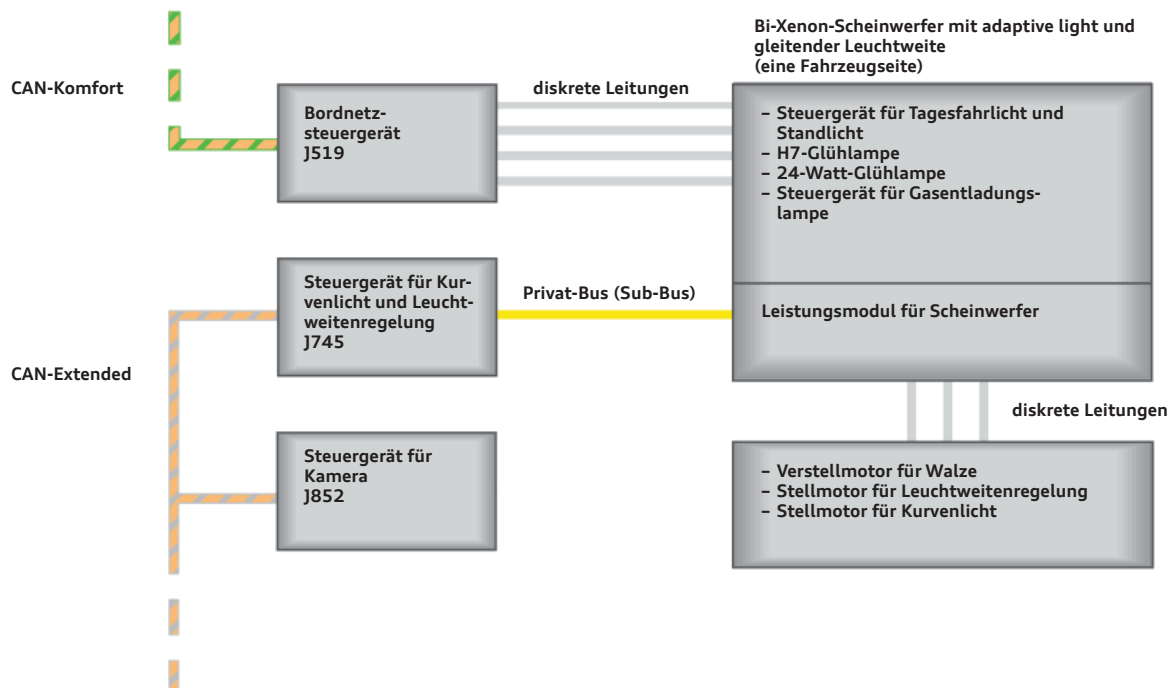 Bi-Xenon-Scheinwerfer mit adaptive light und
gleitender Leuchtweite
(eine Fahrzeugseite)
CAN-Komfort
diskrete Leitungen
Bordnetz-
steuergerät
J519
– Steuergerät für Tagesfahrlicht und
Standlicht
– H7-Glühlampe
– 24-Watt-Glühlampe
– Steuergerät für Gasentladungs-
lampe
Steuergerät für Kur-
venlicht und Leucht-
weitenregelung
J745
Privat-Bus (Sub-Bus)
Leistungsmodul für Scheinwerfer
CAN-Extended
diskrete Leitungen
Steuergerät für
Kamera
J852
– Verstellmotor für Walze
– Stellmotor für Leuchtweitenregelung
– Stellmotor für Kurvenlicht